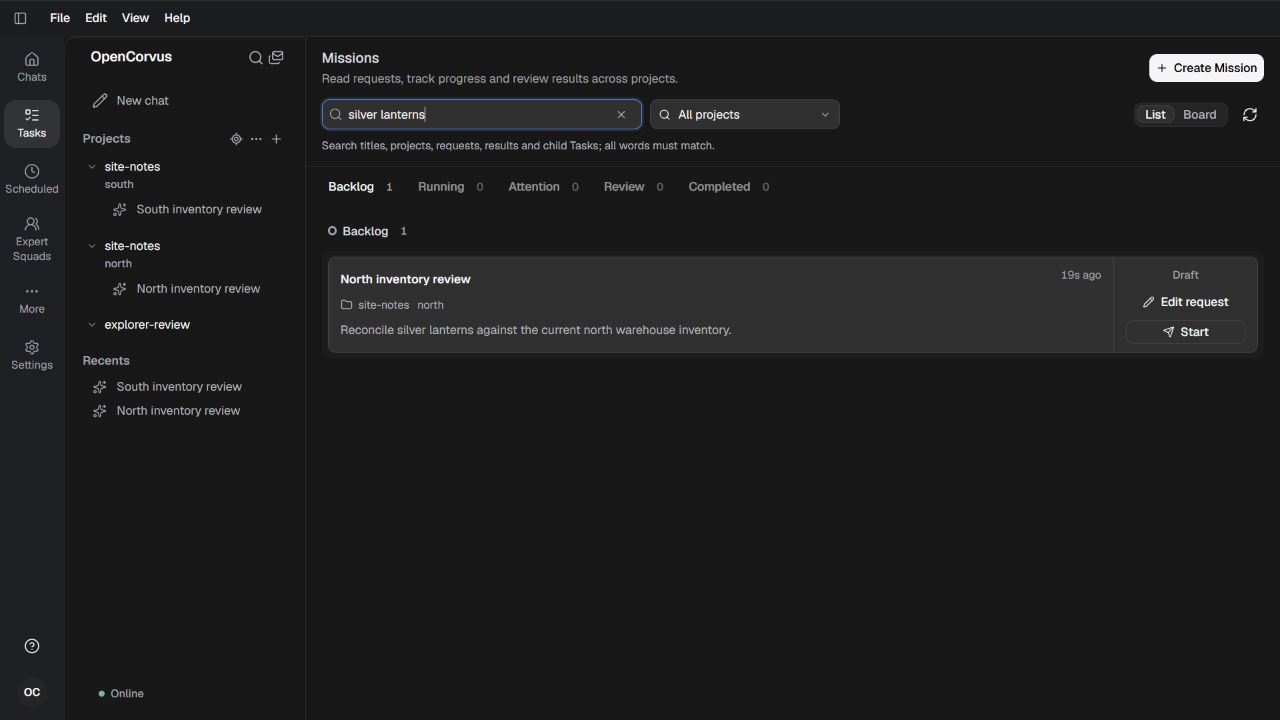 File Edit View Help
Chats
Tasks
Scheduled
Expert
Squads
More
Settings
OC
OpenCorvus
New chat
Projects
site-notes
south
South inventory review
site-notes
north
North inventory review
explorer-review
Recents
South inventory review
North inventory review
Online
Missions
Read requests, track progress and review results across projects.
+ Create Mission
silver lanterns
All projects
List Board
Search titles, projects, requests, results and child Tasks; all words must match.
Backlog 1 Running 0 Attention 0 Review 0 Completed 0
Backlog 1
North inventory review
19s ago
site-notes north
Reconcile silver lanterns against the current north warehouse inventory.
Draft
Edit request
Start